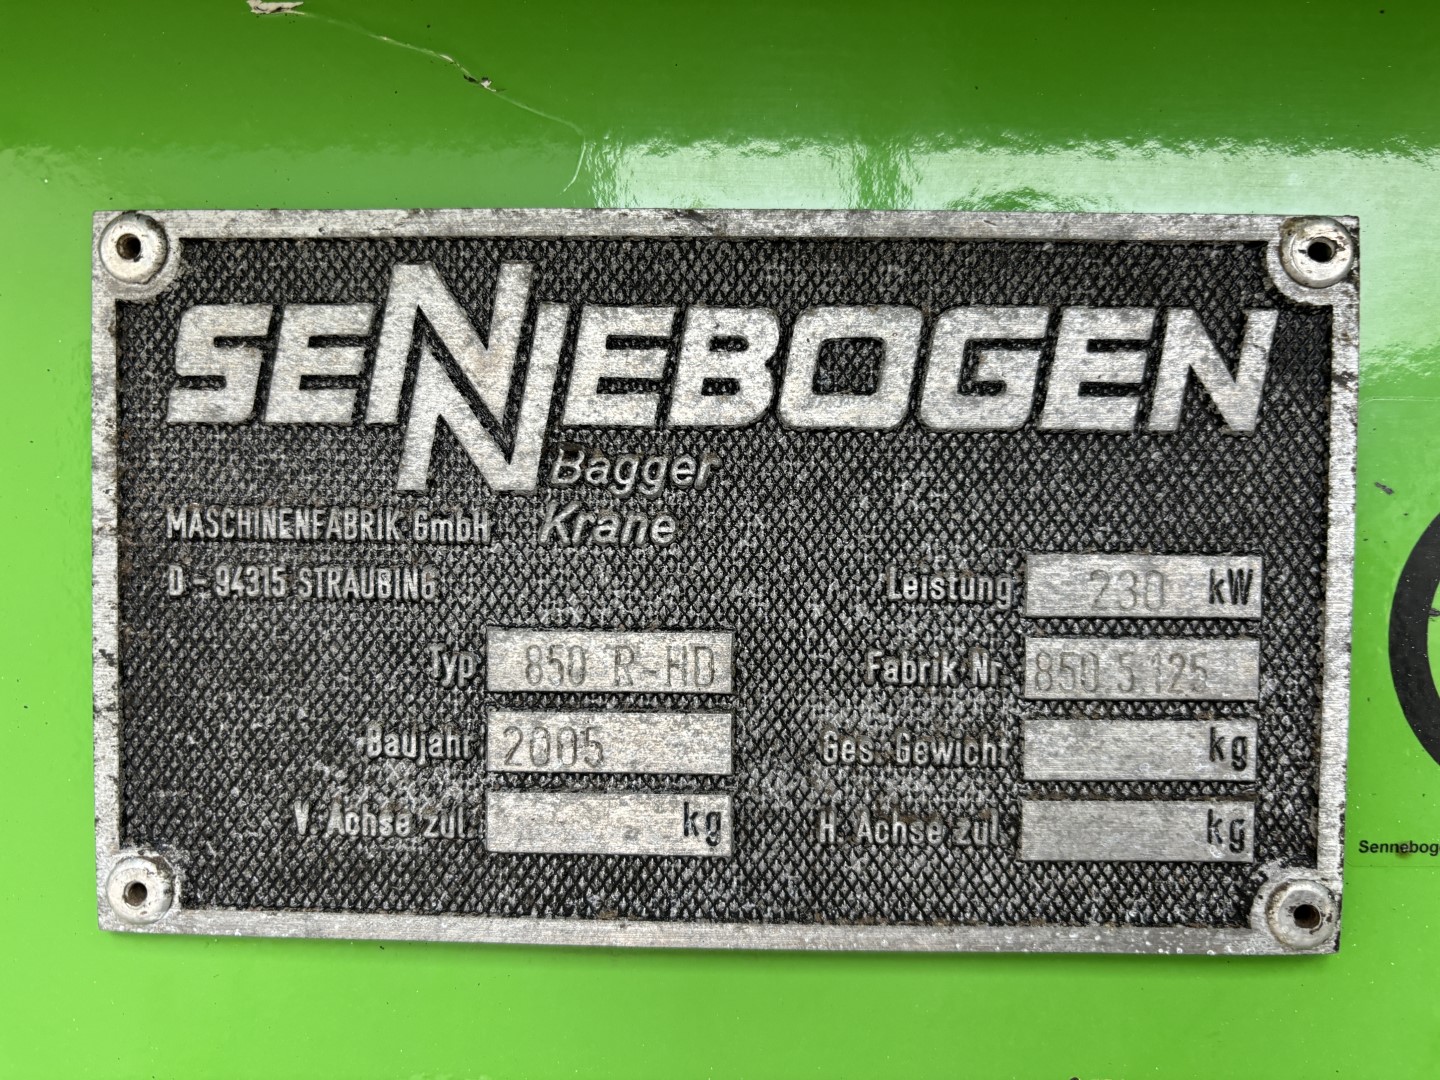 SENNEBOGEN
Bagger
Krane
MASCHINENFABRIK GmbH
D-94315 STRAUBING
Leistung 230 kW
Typ 850 R-HD
Fabrik Nr. 850 5 125
Baujahr 2005
Ges. Gewicht kg
V. Achse zul. kg
H. Achse zul. kg